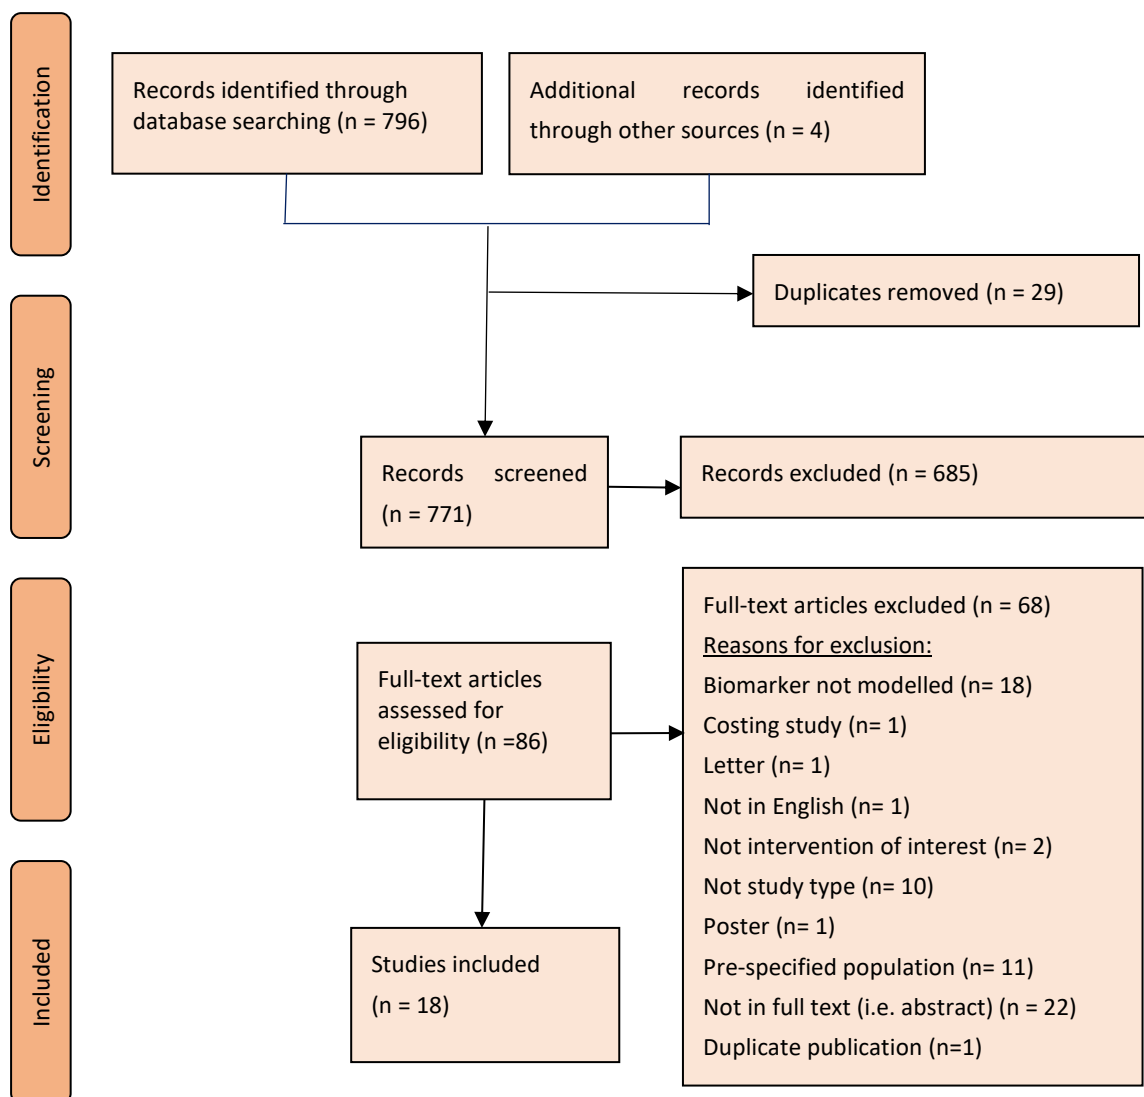 Identification
Records identified through
database searching (n = 796)
Additional records identified
through other sources (n = 4)
Duplicates removed (n = 29)
Screening
Records screened
(n = 771)
Records excluded (n = 685)
Eligibility
Full-text articles
assessed for
eligibility (n =86)
Full-text articles excluded (n = 68)
Reasons for exclusion:
Biomarker not modelled (n= 18)
Costing study (n= 1)
Letter (n= 1)
Not in English (n= 1)
Not intervention of interest (n= 2)
Not study type (n= 10)
Poster (n= 1)
Pre-specified population (n= 11)
Not in full text (i.e. abstract) (n = 22)
Duplicate publication (n=1)
Included
Studies included
(n = 18)